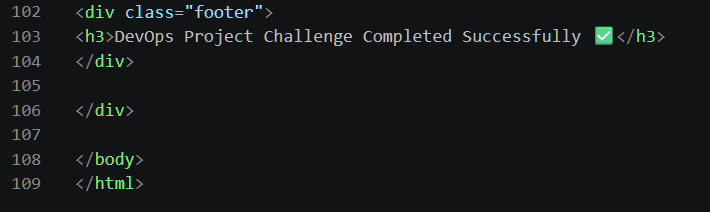 102 <div class="footer">
103 <h3>DevOps Project Challenge Completed Successfully ✅</h3>
104 </div>
105
106 </div>
107
108 </body>
109 </html>